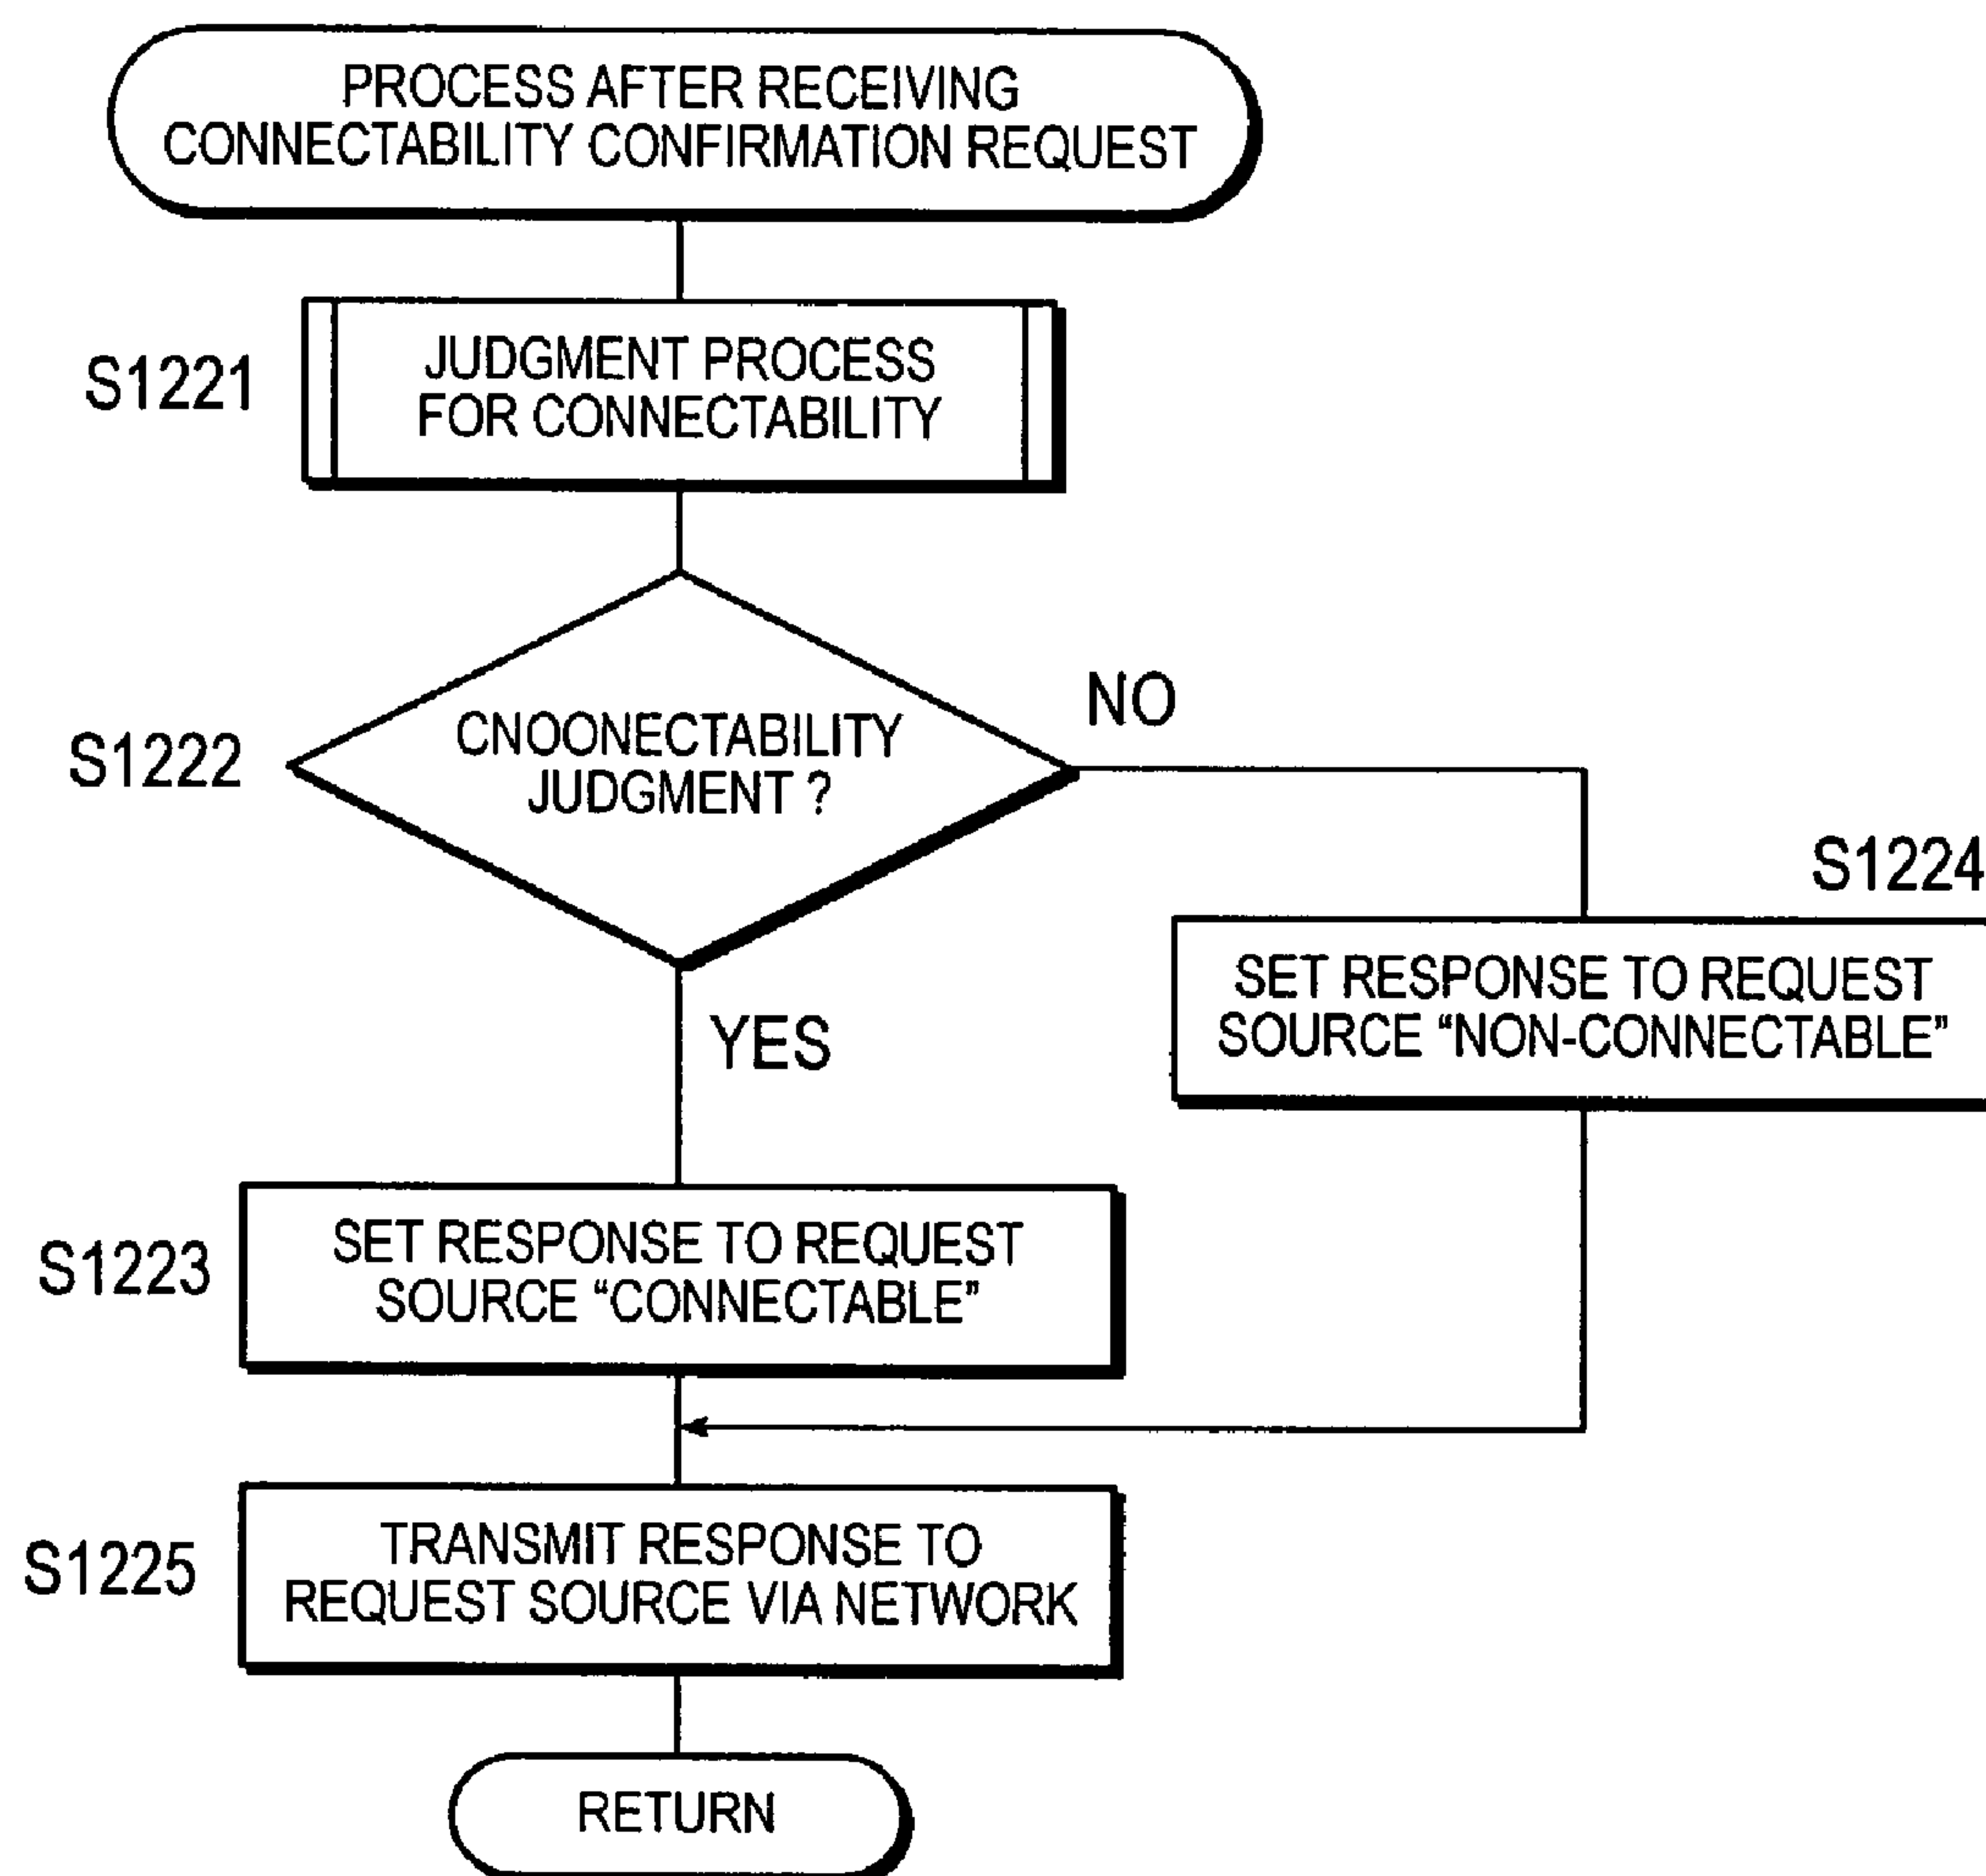 PROCESS AFTER RECEIVING
CONNECTABILITY CONFIRMATION REQUEST
S1221
JUDGMENT PROCESS
FOR CONNECTABILITY
S1222
CNOONECTABILITY
JUDGMENT ?
NO
YES
S1224
SET RESPONSE TO REQUEST
SOURCE “NON-CONNECTABLE”
S1223
SET RESPONSE TO REQUEST
SOURCE “CONNECTABLE”
S1225
TRANSMIT RESPONSE TO
REQUEST SOURCE VIA NETWORK
RETURN